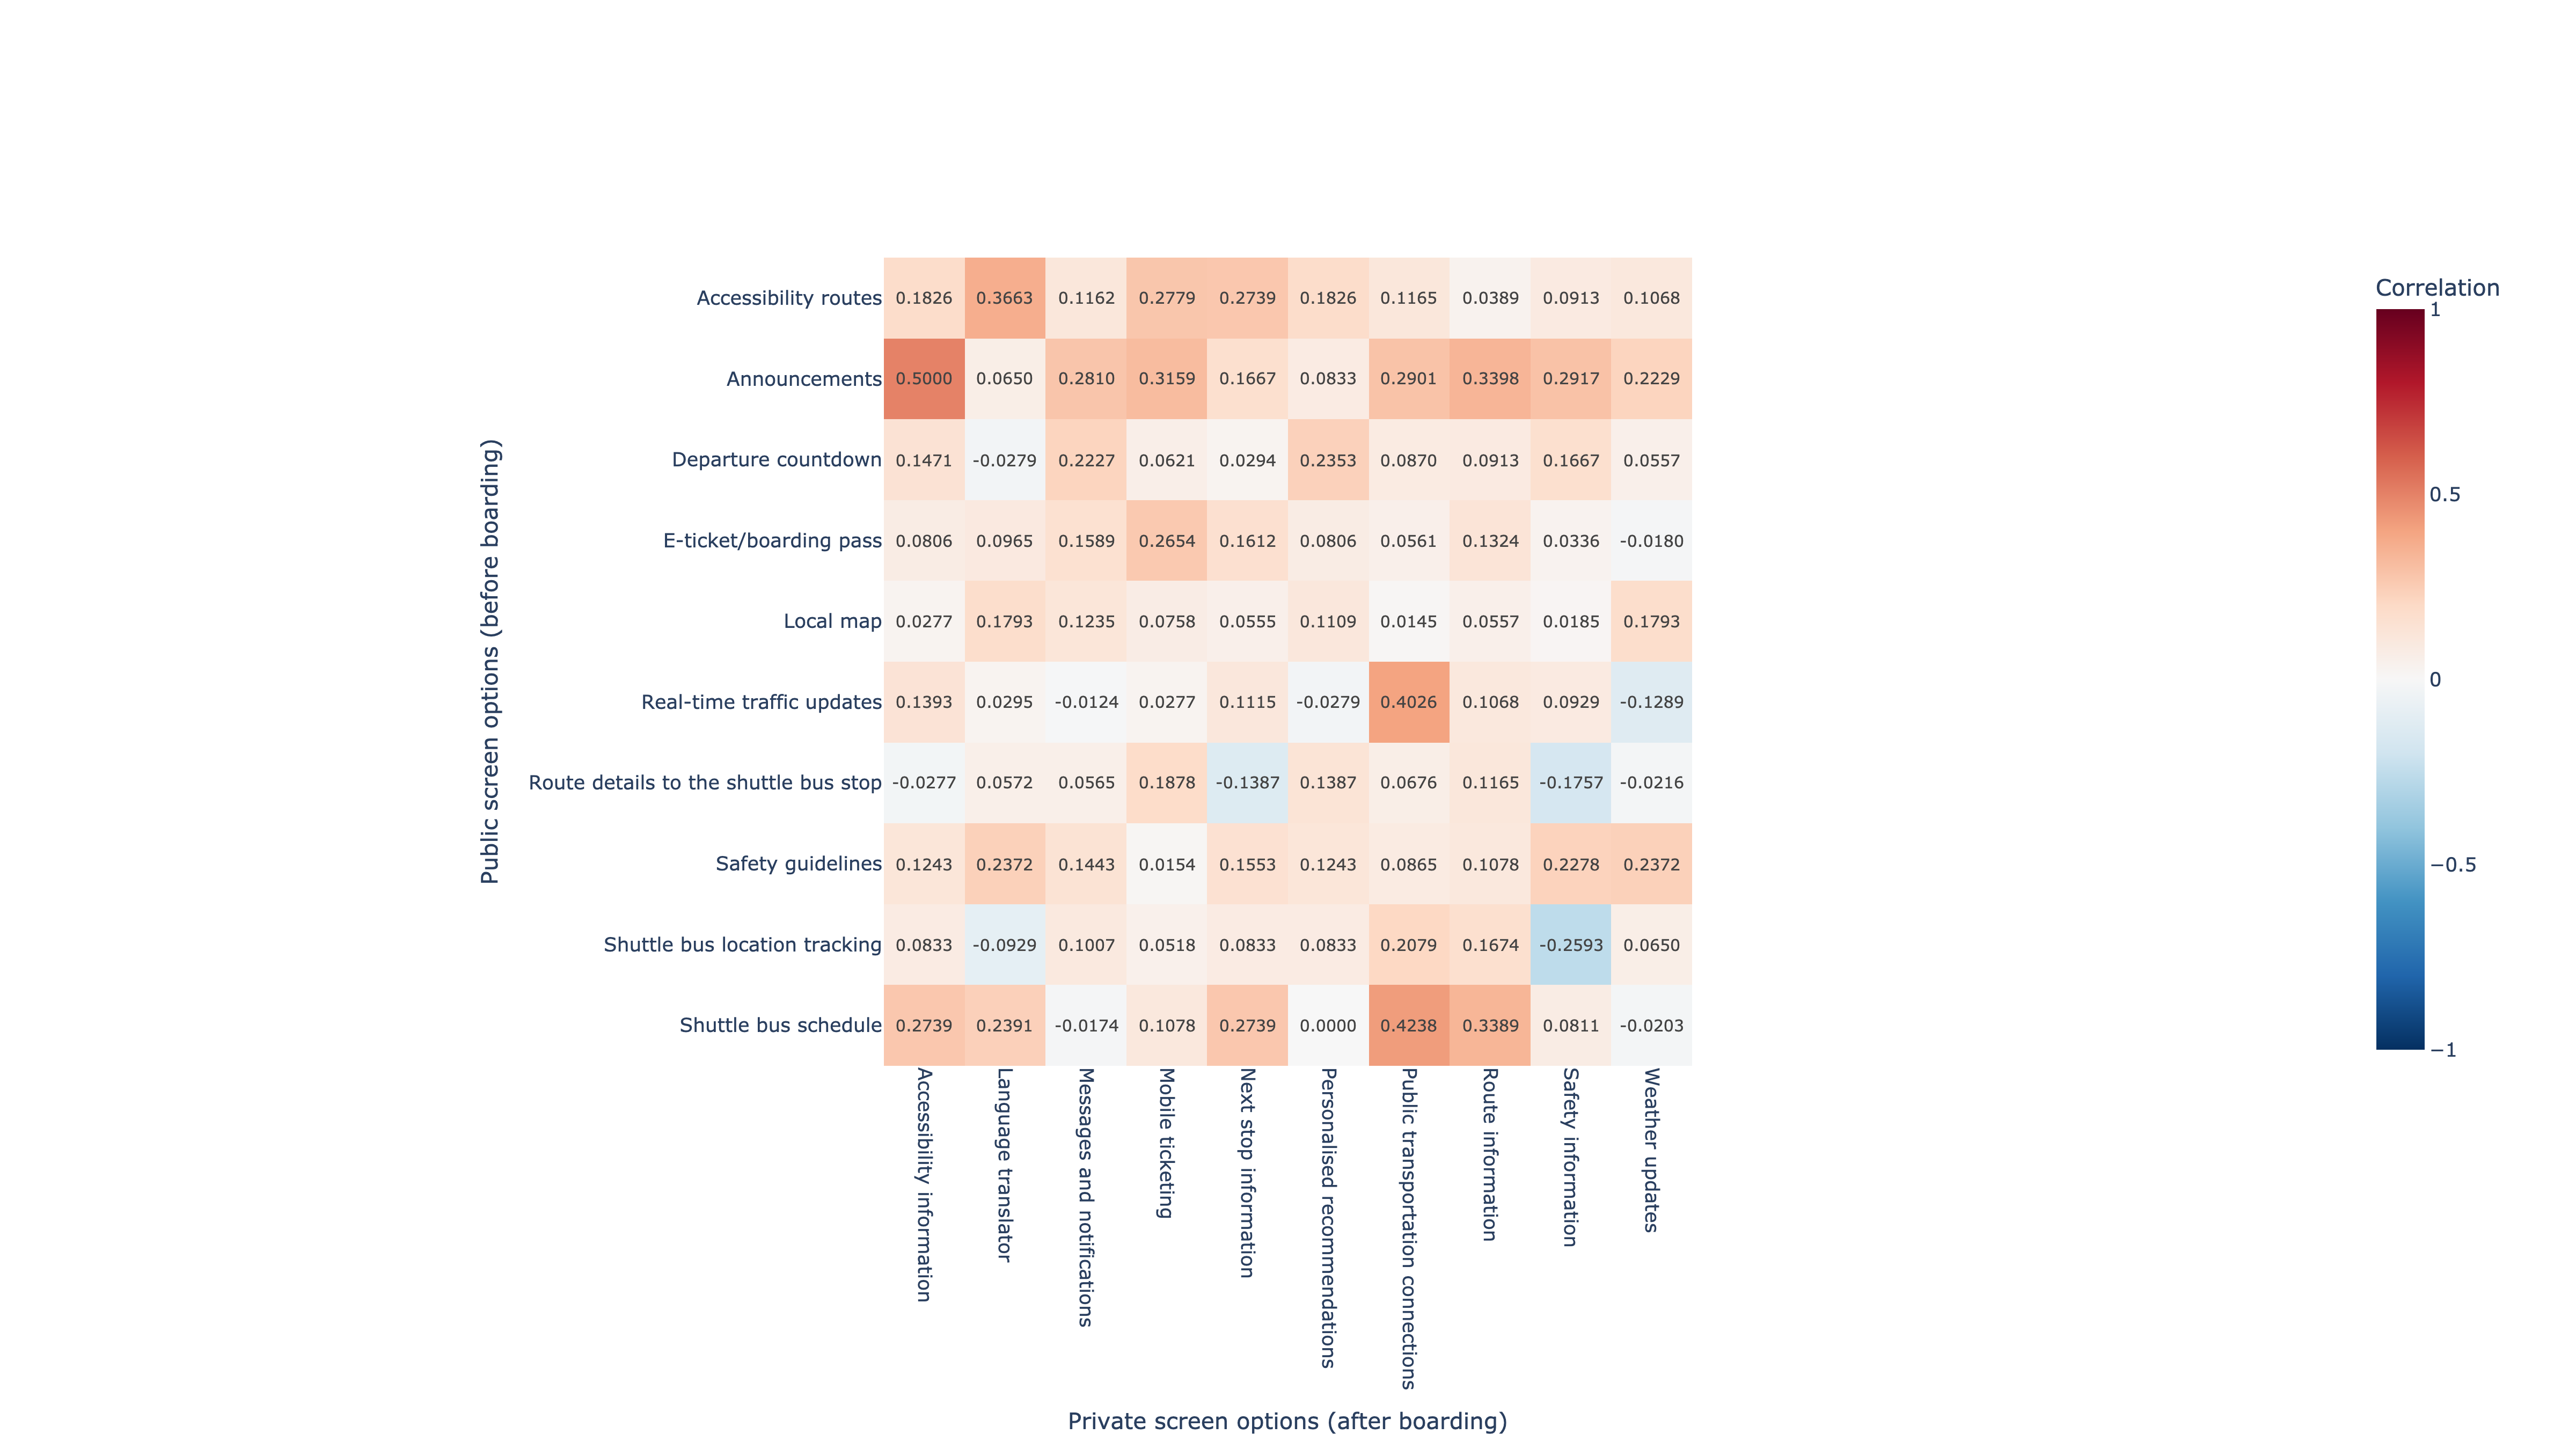 Correlation
1
0.5
0
−0.5
−1
Public screen options (before boarding)
Accessibility routes 0.1826 0.3663 0.1162 0.2779 0.2739 0.1826 0.1165 0.0389 0.0913 0.1068
Announcements 0.5000 0.0650 0.2810 0.3159 0.1667 0.0833 0.2901 0.3398 0.2917 0.2229
Departure countdown 0.1471 -0.0279 0.2227 0.0621 0.0294 0.2353 0.0870 0.0913 0.1667 0.0557
E-ticket/boarding pass 0.0806 0.0965 0.1589 0.2654 0.1612 0.0806 0.0561 0.1324 0.0336 -0.0180
Local map 0.0277 0.1793 0.1235 0.0758 0.0555 0.1109 0.0145 0.0557 0.0185 0.1793
Real-time traffic updates 0.1393 0.0295 -0.0124 0.0277 0.1115 -0.0279 0.4026 0.1068 0.0929 -0.1289
Route details to the shuttle bus stop -0.0277 0.0572 0.0565 0.1878 -0.1387 0.1387 0.0676 0.1165 -0.1757 -0.0216
Safety guidelines 0.1243 0.2372 0.1443 0.0154 0.1553 0.1243 0.0865 0.1078 0.2278 0.2372
Shuttle bus location tracking 0.0833 -0.0929 0.1007 0.0518 0.0833 0.0833 0.2079 0.1674 -0.2593 0.0650
Shuttle bus schedule 0.2739 0.2391 -0.0174 0.1078 0.2739 0.0000 0.4238 0.3389 0.0811 -0.0203
Accessibility information
Language translator
Messages and notifications
Mobile ticketing
Next stop information
Personalised recommendations
Public transportation connections
Route information
Safety information
Weather updates
Private screen options (after boarding)